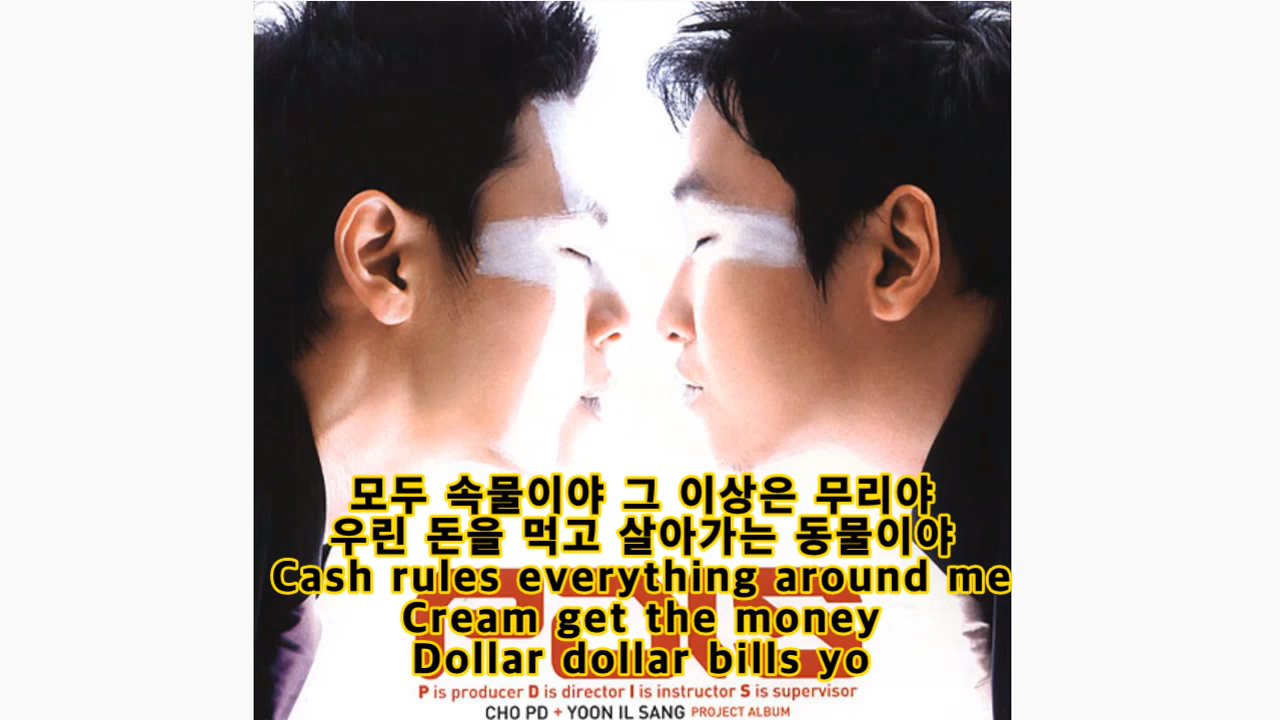 모두 속물이야 그 이상은 무리야
우린 돈을 먹고 살아가는 동물이야
Cash rules everything around me
Cream get the money
Dollar dollar bills yo
P is producer D is director I is instructor S is supervisor
CHO PD + YOON IL SANG PROJECT ALBUM